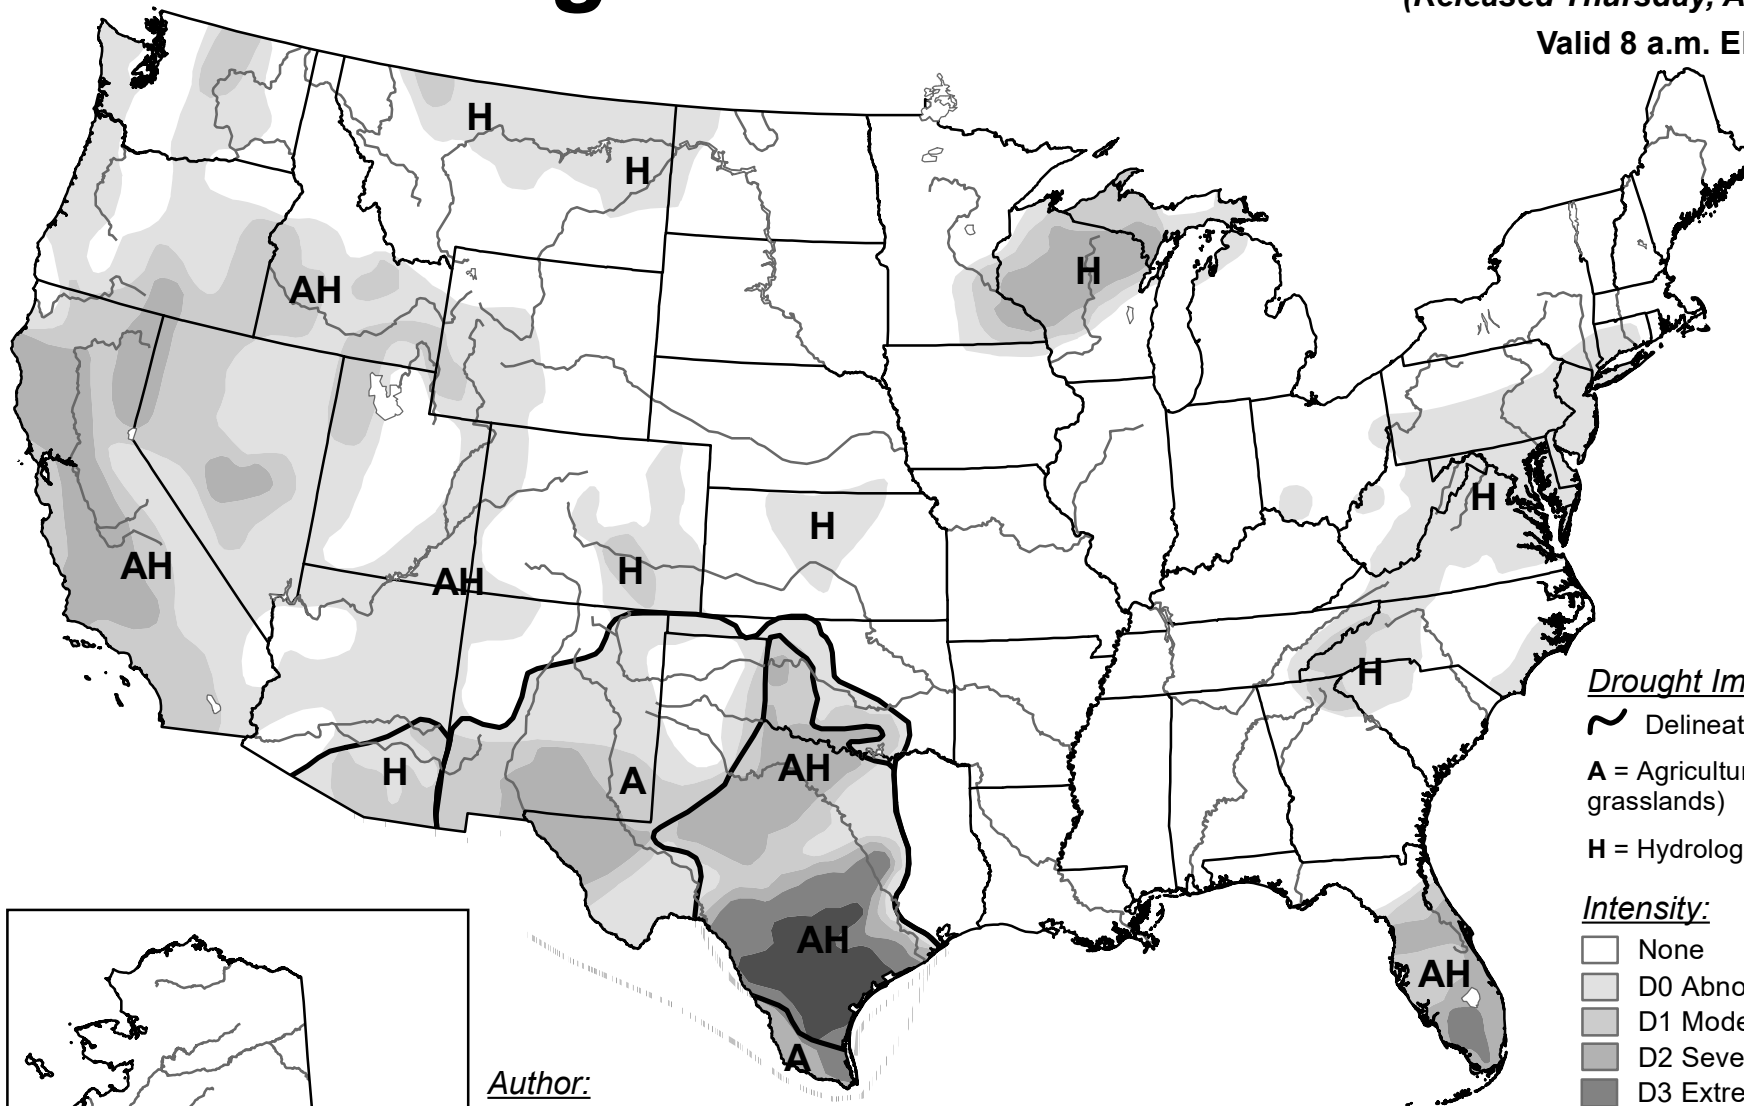 (Released Thursday, A
Valid 8 a.m. E
H
H
AH
H
H
H
AH
AH
H
H
H
A
AH
AH
AH
A
Drought Im
Delineat
A = Agricultur
grasslands)
H = Hydrolog
Intensity:
None
D0 Abno
D1 Mode
D2 Seve
D3 Extre
Author: